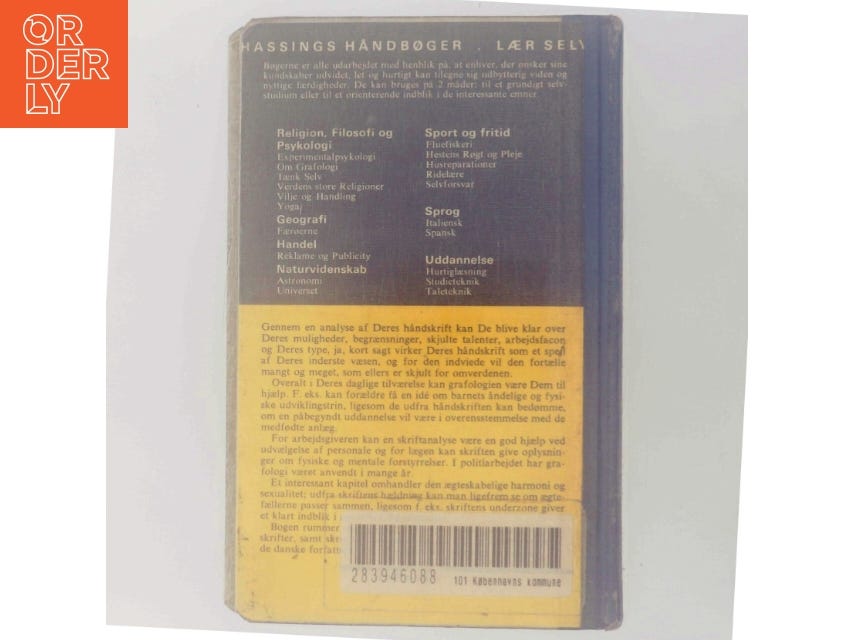 OR
DER
LY
HASSINGS HÅNDBØGER . LÆR SELV
Bøgerne er alle udarbejdet med henblik på, at enhver, der ønsker sine
kundskaber udvidet, let og hurtigt kan tilegne sig udbytterig viden og
nyttige færdigheder. De kan bruges på 2 måder: til et grundigt selv-
studium eller til et orienterende indblik i de interessante emner.
Religion, Filosofi og
Psykologi
Experimentalpsykologi
Om Grafologi
Tænk Selv
Verdens store Religioner
Vilje og Handling
Yoga
Geografi
Færøerne
Handel
Reklame og Publicity
Naturvidenskab
Astronomi
Universet
Sport og fritid
Fluefiskeri
Hestens Røgt og Pleje
Husreparationer
Ridelære
Selvforsvar
Sprog
Italiensk
Spansk
Uddannelse
Hurtiglæsning
Studieteknik
Taleteknik
Gennem en analyse af Deres håndskrift kan De blive klar over
Deres muligheder, begrænsninger, skjulte talenter, arbejdsfacon
og Deres type, ja, kort sagt virker Deres håndskrift som et spejl
af Deres inderste væsen, og for den indviede vil den fortælle
mangt og meget, som ellers er skjult for omverdenen.
Overalt i Deres daglige tilværelse kan grafologien være Dem til
hjælp. F. eks. kan forældre få en idé om barnets åndelige og fysi-
ske udviklingstrin, ligesom de udfra håndskriften kan bedømme,
om en påbegyndt uddannelse vil være i overensstemmelse med de
medfødte anlæg.
For arbejdsgiveren kan en skriftanalyse være en god hjælp ved
udvælgelse af personale og for lægen kan skriften give oplysnin-
ger om fysiske og mentale forstyrrelser. I politiarbejdet har gra-
fologi været anvendt i mange år.
Et interessant kapitel omhandler den ægteskabelige harmoni og
sexualitet; udfra skriftens hældning kan man ligefrem se om ægte-
fællerne passer sammen, ligesom f. eks. skriftens underzone giver
et klart indblik i
Bogen rummer
skrifter, samt
de danske
283946088
101 Københavns kommune